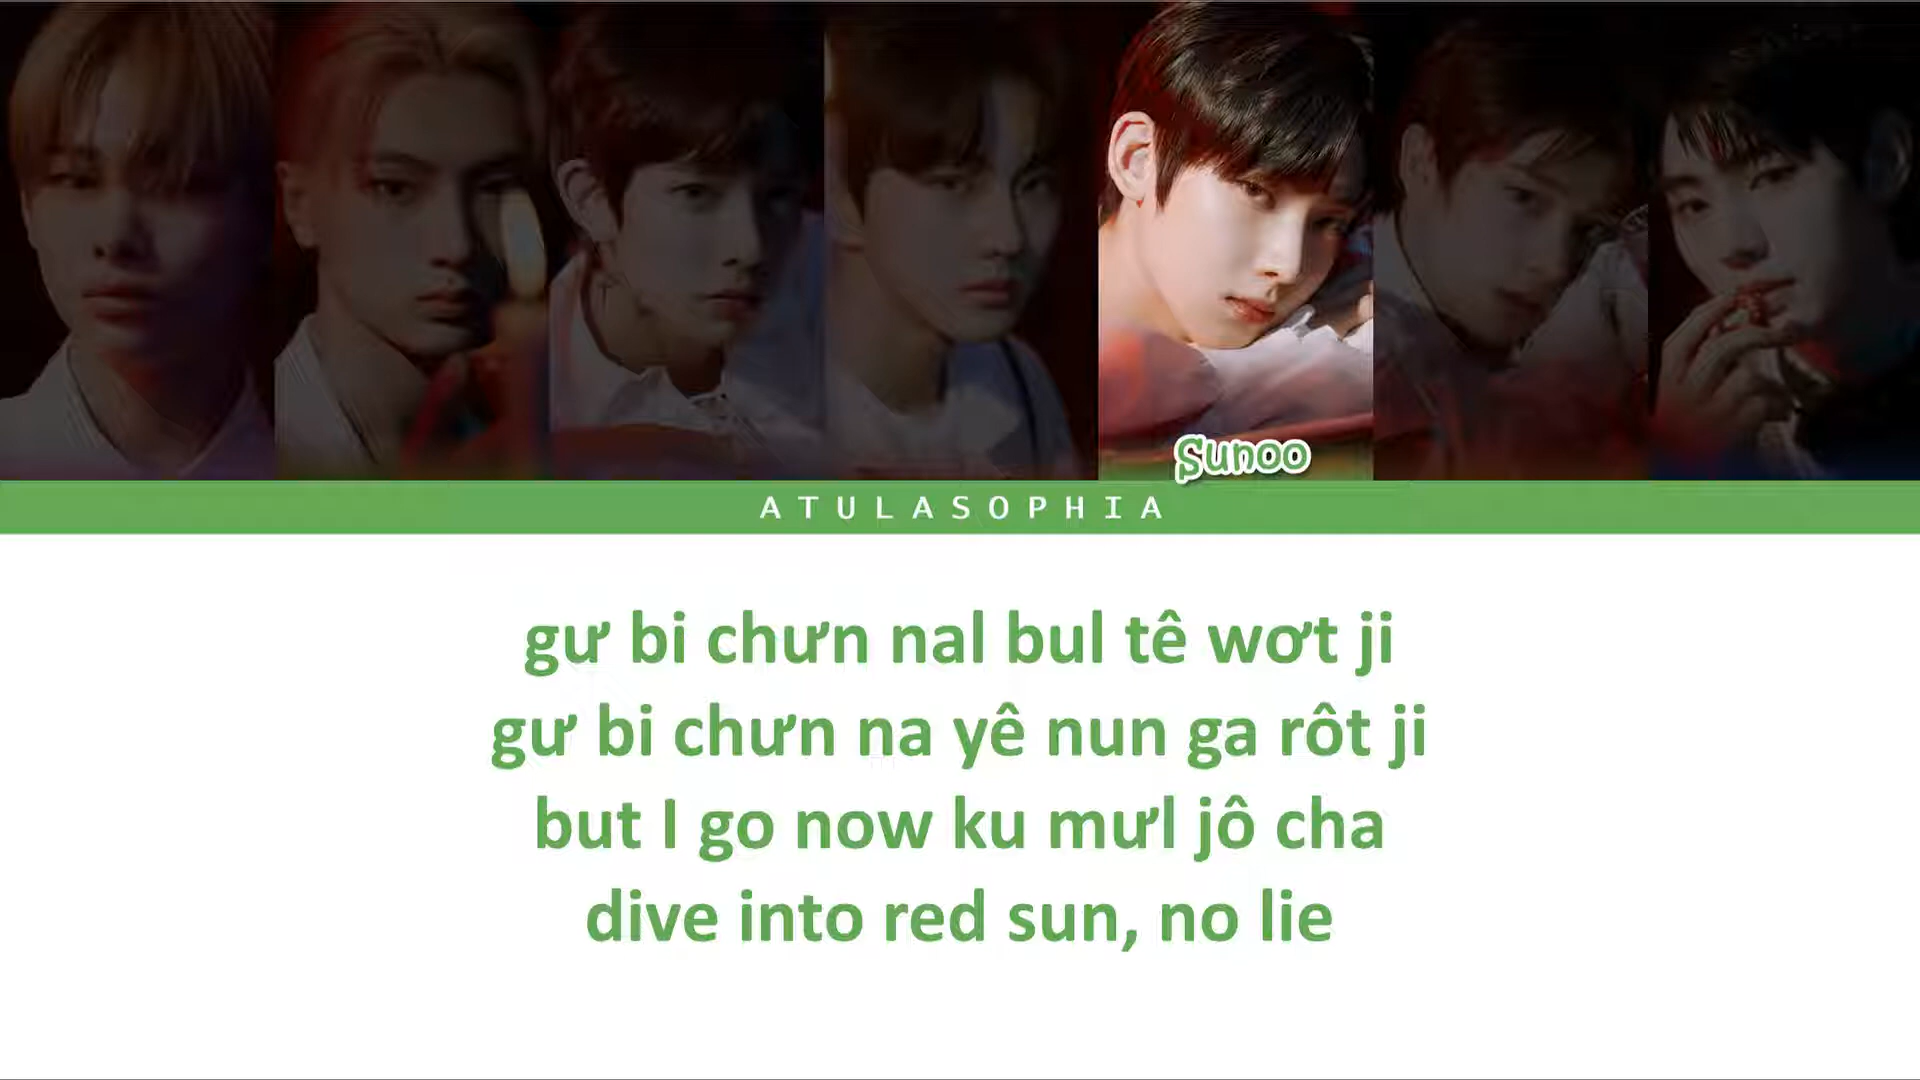 Sunoo
ATULASOPHIA
gư bi chưn nal bul tê wơt ji
gư bi chưn na yê nun ga rôt ji
but I go now ku mưl jô cha
dive into red sun, no lie